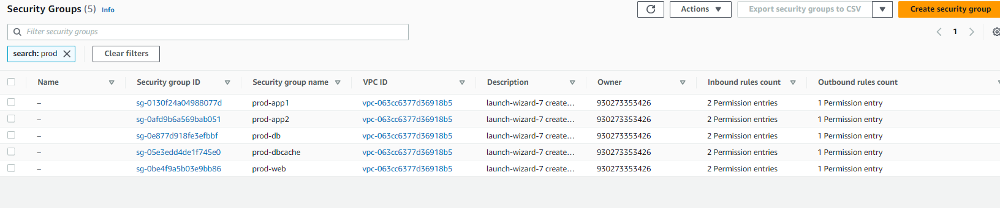 Security Groups (5) Info
Actions
Export security groups to CSV
Create security group
Filter security groups
1
search: prod
Clear filters
Name Security group ID Security group name VPC ID Description Owner Inbound rules count Outbound rules count
– sg-0130f24a04988077d prod-app1 vpc-063cc6377d36918b5 launch-wizard-7 create... 930273353426 2 Permission entries 1 Permission entry
– sg-0afd9b6a569bab051 prod-app2 vpc-063cc6377d36918b5 launch-wizard-7 create... 930273353426 2 Permission entries 1 Permission entry
– sg-0e877d918fe3efbbf prod-db vpc-063cc6377d36918b5 launch-wizard-7 create... 930273353426 2 Permission entries 1 Permission entry
– sg-05e3edd4de1f745e0 prod-dbcache vpc-063cc6377d36918b5 launch-wizard-7 create... 930273353426 2 Permission entries 1 Permission entry
– sg-0be4f9a5b03e9bb86 prod-web vpc-063cc6377d36918b5 launch-wizard-7 create... 930273353426 2 Permission entries 1 Permission entry